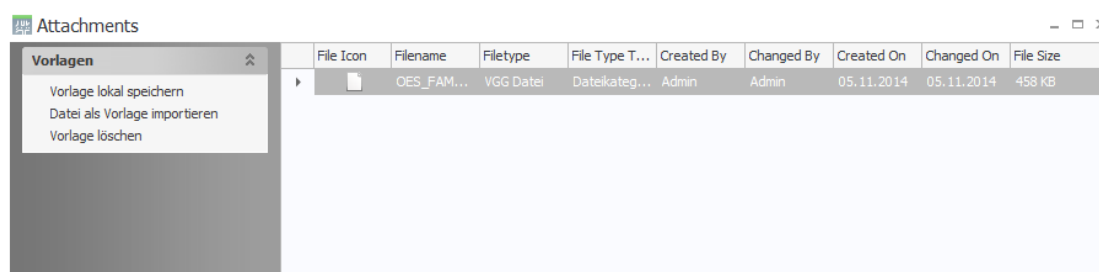 Attachments
Vorlagen
Vorlage lokal speichern
Datei als Vorlage importieren
Vorlage löschen
File Icon Filename Filetype File Type T... Created By Changed By Created On Changed On File Size
OES_FAM... VGG Datei Dateikateg... Admin Admin 05.11.2014 05.11.2014 458 KB